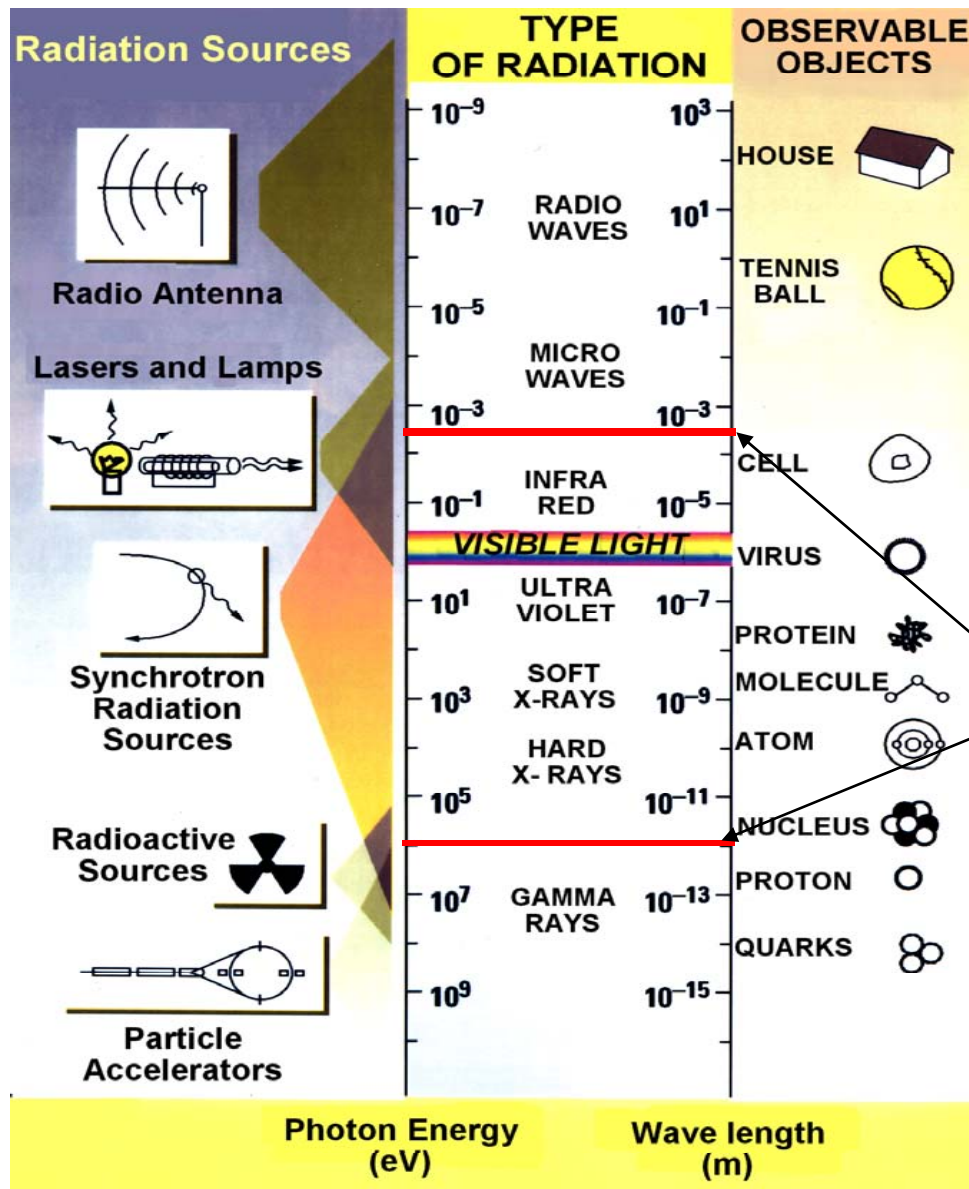 Radiation Sources
Radio Antenna
Lasers and Lamps
Synchrotron
Radiation
Sources
Radioactive
Sources
Particle
Accelerators
TYPE
OF RADIATION
10⁻⁹
10⁻⁷
10⁻⁵
10⁻³
10⁻¹
10¹
10³
10⁵
10⁷
10⁹
RADIO
WAVES
MICRO
WAVES
INFRA
RED
VISIBLE LIGHT
ULTRA
VIOLET
SOFT
X-RAYS
HARD
X- RAYS
GAMMA
RAYS
10³
10¹
10⁻¹
10⁻³
10⁻⁵
10⁻⁷
10⁻⁹
10⁻¹¹
10⁻¹³
10⁻¹⁵
OBSERVABLE
OBJECTS
HOUSE
TENNIS
BALL
CELL
VIRUS
PROTEIN
MOLECULE
ATOM
NUCLEUS
PROTON
QUARKS
Photon Energy
(eV)
Wave length
(m)